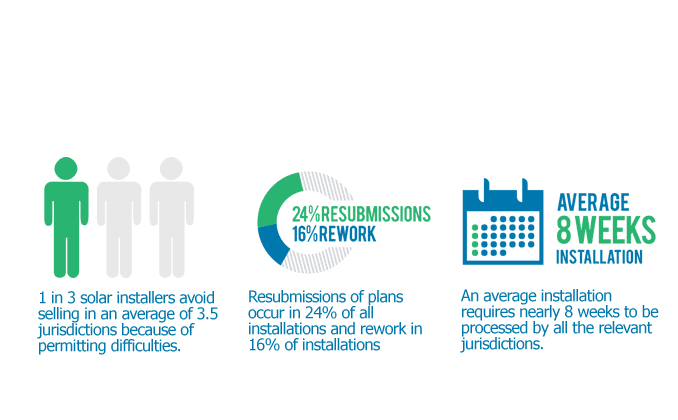 24%RESUBMISSIONS
16%REWORK
AVERAGE
8 WEEKS
INSTALLATION
1 in 3 solar installers avoid
selling in an average of 3.5
jurisdictions because of
permitting difficulties.
Resubmissions of plans
occur in 24% of all
installations and rework in
16% of installations
An average installation
requires nearly 8 weeks to be
processed by all the relevant
jurisdictions.